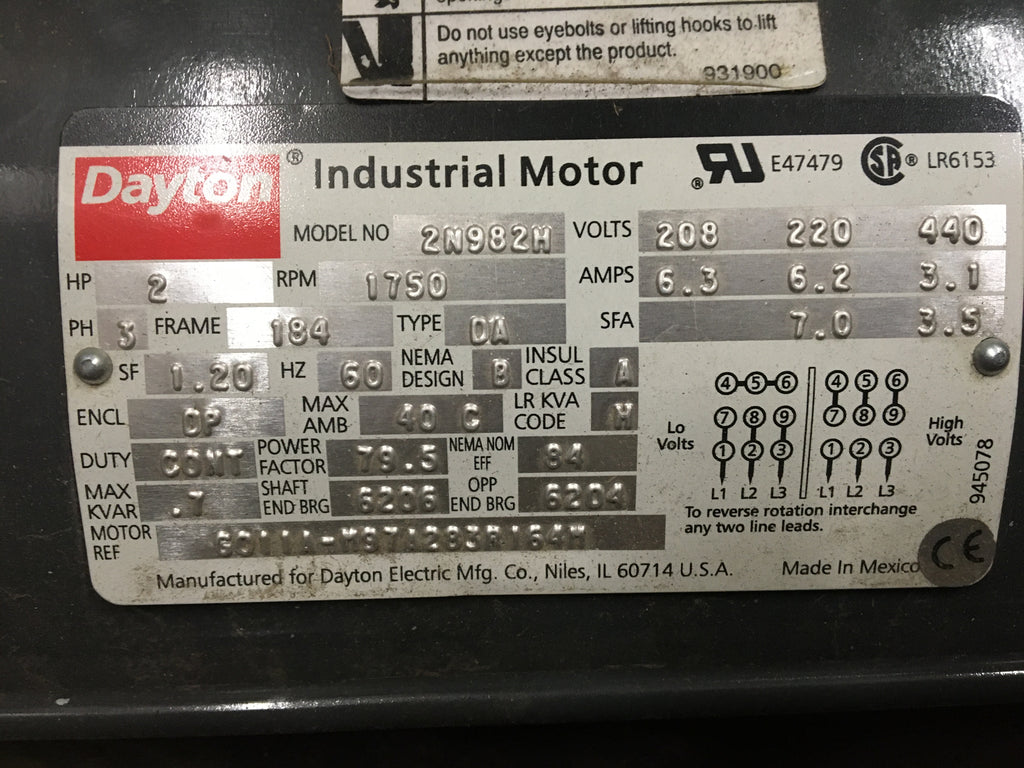 Do not use eyebolts or lifting hooks to lift
anything except the product.
931900
Dayton ® Industrial Motor ® E47479 ® LR6153
MODEL NO 2N982H VOLTS 208 220 440
HP 2 RPM 1750 AMPS 6.3 6.2 3.1
PH 3 FRAME 184 TYPE DA SFA 7.0 3.5
SF 1.20 HZ 60 NEMA DESIGN B INSUL CLASS A
ENCL OP MAX AMB 40 C LR KVA CODE H
DUTY CONT POWER FACTOR 79.5 NEMA NOM EFF 84
MAX KVAR .7 SHAFT END BRG 6206 OPP END BRG 6204
MOTOR REF
Lo Volts
4 5 6
7 8 9
1 2 3
L1 L2 L3
4 5 6
7 8 9
1 2 3
L1 L2 L3
High Volts
To reverse rotation interchange
any two line leads.
945078
CE
Manufactured for Dayton Electric Mfg. Co., Niles, IL 60714 U.S.A. Made In Mexico